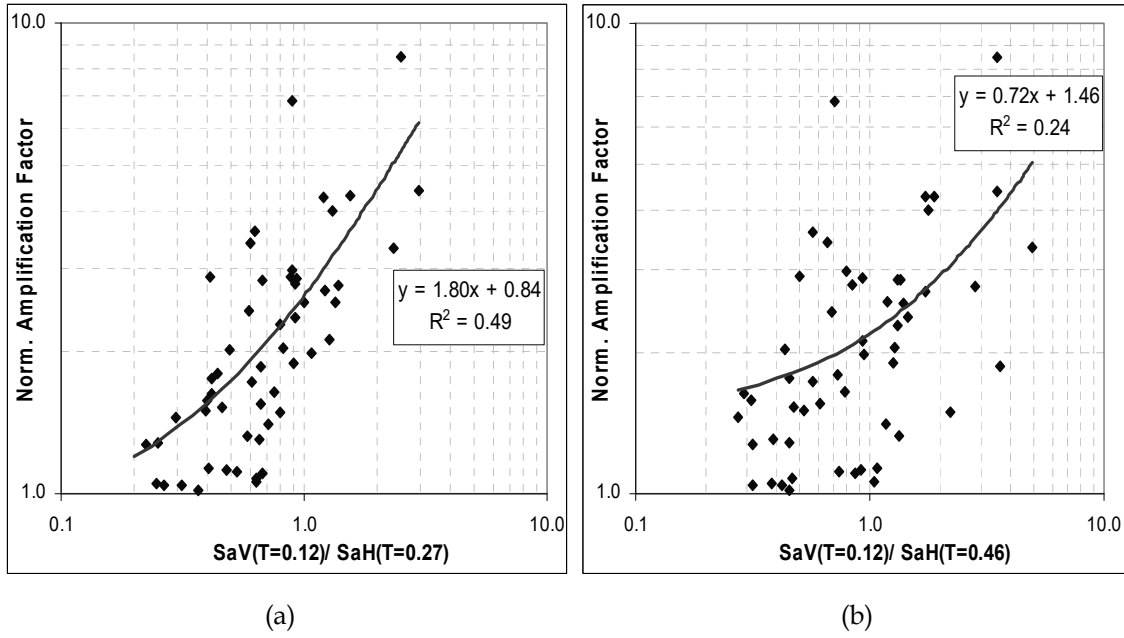 10.0
Norm. Amplification Factor
y = 1.80x + 0.84
R² = 0.49
1.0
0.1 1.0 10.0
SaV(T=0.12)/ SaH(T=0.27)
(a)
10.0
Norm. Amplification Factor
y = 0.72x + 1.46
R² = 0.24
1.0
0.1 1.0 10.0
SaV(T=0.12)/ SaH(T=0.46)
(b)